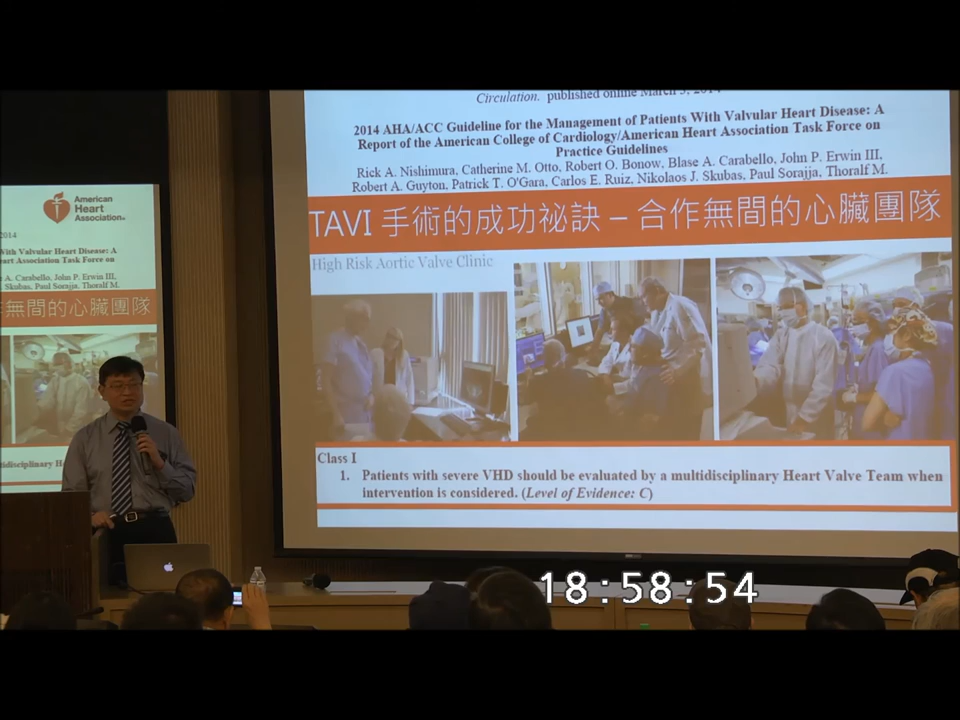 Circulation. published online March 3, 2014
2014 AHA/ACC Guideline for the Management of Patients With Valvular Heart Disease: A
Report of the American College of Cardiology/American Heart Association Task Force on
Practice Guidelines
Rick A. Nishimura, Catherine M. Otto, Robert O. Bonow, Blase A. Carabello, John P. Erwin III,
Robert A. Guyton, Patrick T. O'Gara, Carlos E. Ruiz, Nikolaos J. Skubas, Paul Sorajja, Thoralf M.
TAVI 手術的成功祕訣 – 合作無間的心臟團隊
High Risk Aortic Valve Clinic
Class I
1. Patients with severe VHD should be evaluated by a multidisciplinary Heart Valve Team when
intervention is considered. (Level of Evidence: C)
American
Heart
Association
2014
With Valvular Heart Disease: A
eart Association Task Force on
e A. Carabello, John P. Erwin III,
Skubas, Paul Sorajja, Thoralf M.
無間的心臟團隊
tidisciplinary H
18:58:54